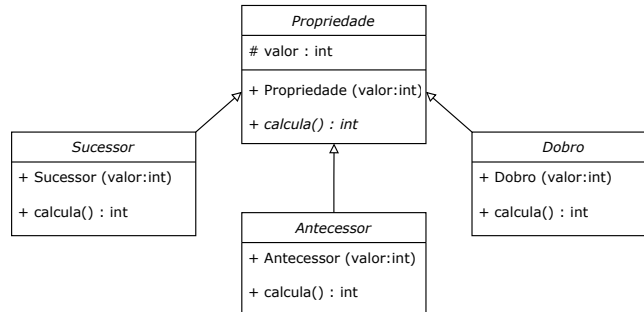 Propriedade
# valor : int
+ Propriedade (valor:int)
+ calcula() : int
Sucessor
+ Sucessor (valor:int)
+ calcula() : int
Antecessor
+ Antecessor (valor:int)
+ calcula() : int
Dobro
+ Dobro (valor:int)
+ calcula() : int